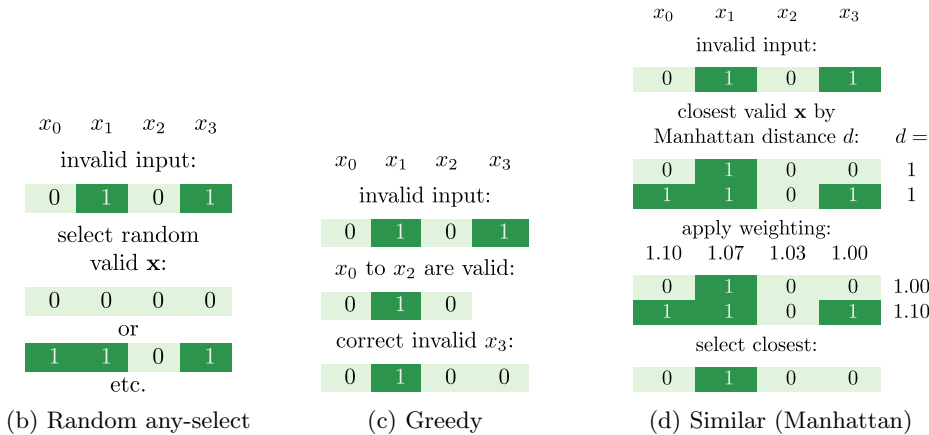 x0 x1 x2 x3
invalid input:
0 1 0 1
select random
valid x:
0 0 0 0
or
1 1 0 1
etc.
(b) Random any-select
x0 x1 x2 x3
invalid input:
0 1 0 1
x0 to x2 are valid:
0 1 0
correct invalid x3:
0 1 0 0
(c) Greedy
x0 x1 x2 x3
invalid input:
0 1 0 1
closest valid x by
Manhattan distance d: d =
0 1 0 0 1
1 1 0 1 1
apply weighting:
1.10 1.07 1.03 1.00
0 1 0 0 1.00
1 1 0 1 1.10
select closest:
0 1 0 0
(d) Similar (Manhattan)